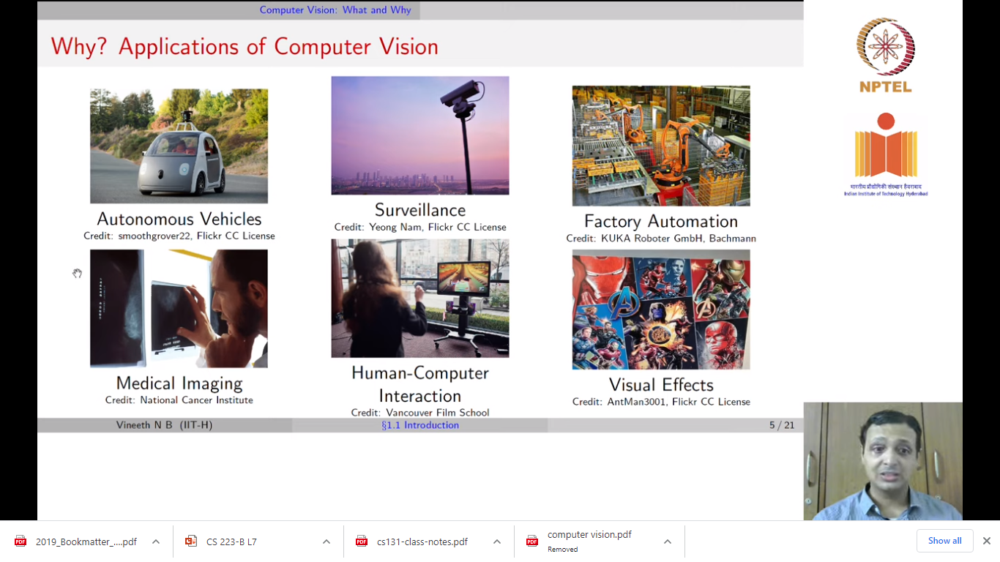 Computer Vision: What and Why
Why? Applications of Computer Vision
Autonomous Vehicles
Credit: smoothgrover22, Flickr CC License
Surveillance
Credit: Yeong Nam, Flickr CC License
Factory Automation
Credit: KUKA Roboter GmbH, Bachmann
Medical Imaging
Credit: National Cancer Institute
Human-Computer
Interaction
Credit: Vancouver Film School
Visual Effects
Credit: AntMan3001, Flickr CC License
Vineeth N B (IIT-H)
§1.1 Introduction
5 / 21
NPTEL
भारतीय प्रौद्योगिकी संस्थान हैदराबाद
Indian Institute of Technology Hyderabad
2019_Bookmatter_....pdf
CS 223-B L7
cs131-class-notes.pdf
computer vision.pdf
Removed
Show all